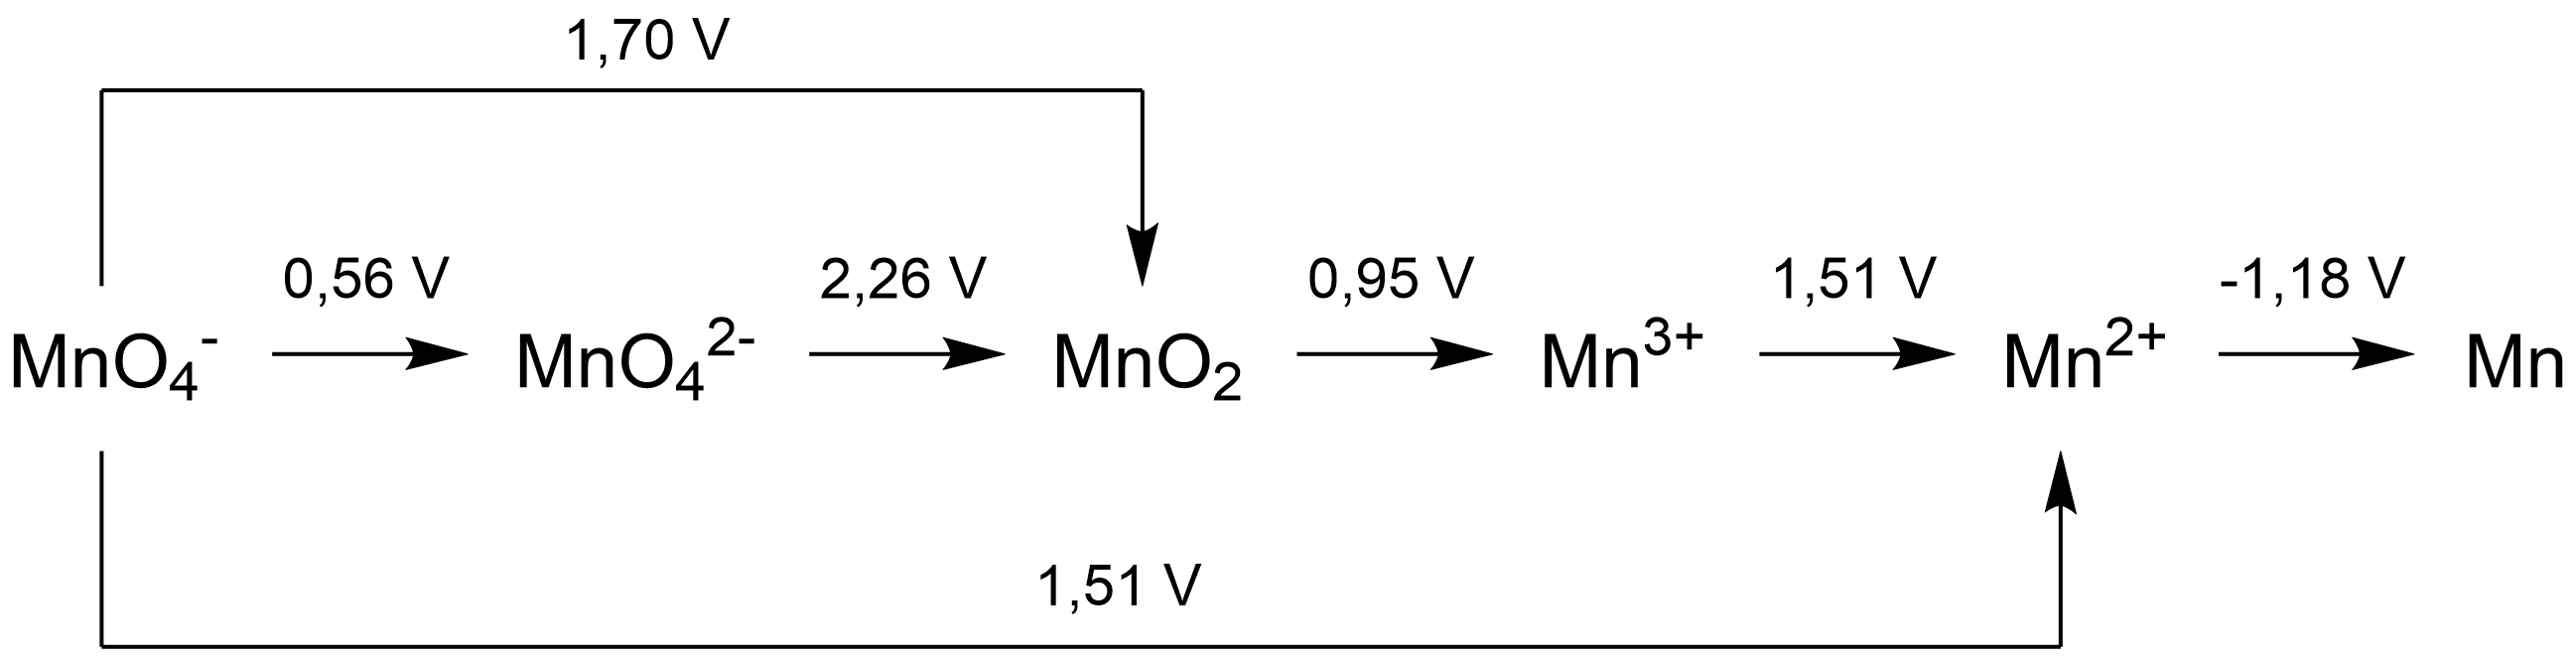 1,70 V
0,56 V 2,26 V 0,95 V 1,51 V -1,18 V
MnO₄⁻ MnO₄²⁻ MnO₂ Mn³⁺ Mn²⁺ Mn
1,51 V